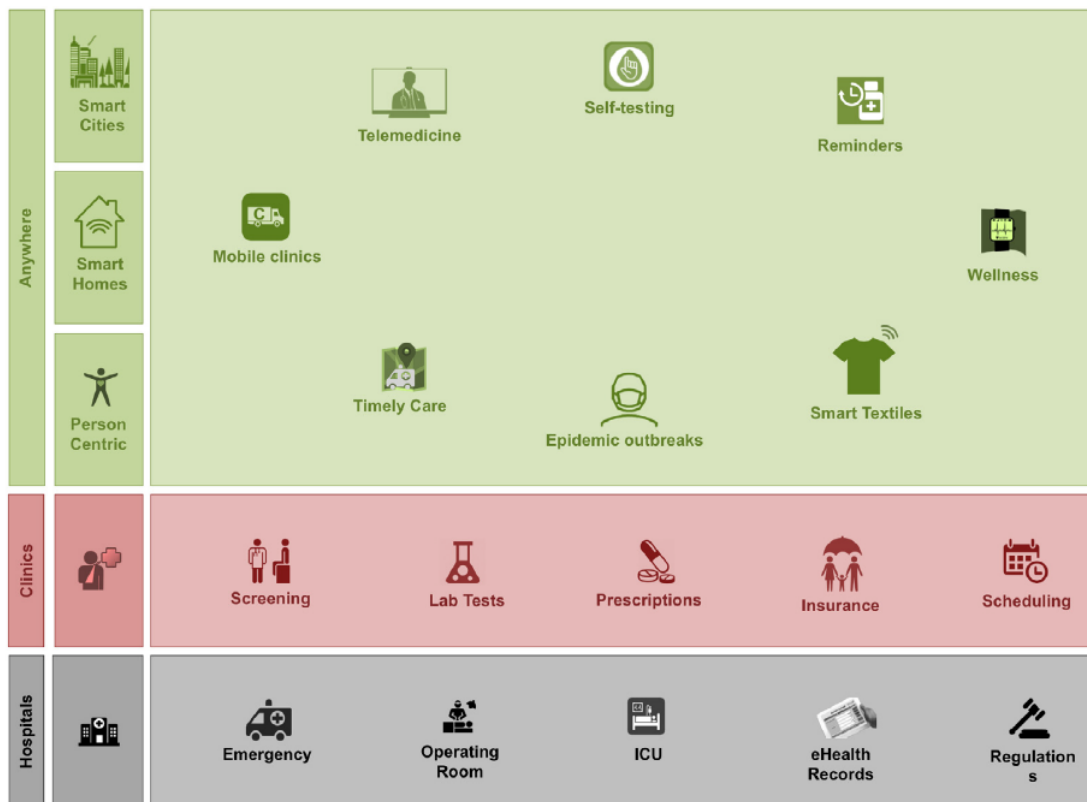 Anywhere
Smart
Cities
Telemedicine
Self-testing
Reminders
Smart
Homes
C
Mobile clinics
Wellness
Person
Centric
Timely Care
Epidemic outbreaks
Smart Textiles
Clinics
Screening
Lab Tests
Prescriptions
Insurance
Scheduling
Hospitals
Emergency
Operating
Room
ICU
eHealth
Records
Regulation
s